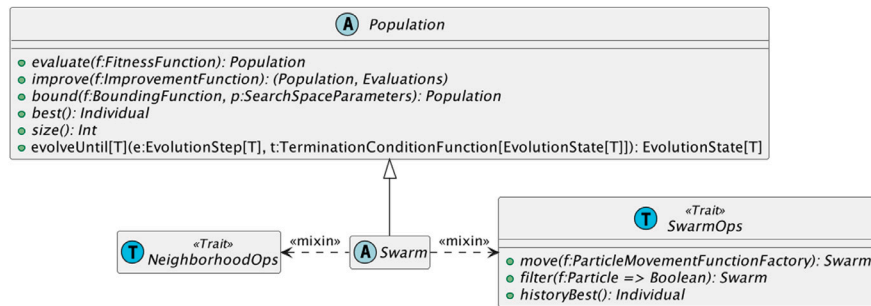 A Population
evaluate(f:FitnessFunction): Population
improve(f:ImprovementFunction): (Population, Evaluations)
bound(f:BoundingFunction, p:SearchSpaceParameters): Population
best(): Individual
size(): Int
evolveUntil[T](e:EvolutionStep[T], t:TerminationConditionFunction[EvolutionState[T]]): EvolutionState[T]
T «Trait»
NeighborhoodOps
«mixin»
A Swarm
«mixin»
T «Trait»
SwarmOps
move(f:ParticleMovementFunctionFactory): Swarm
filter(f:Particle => Boolean): Swarm
historyBest(): Individual